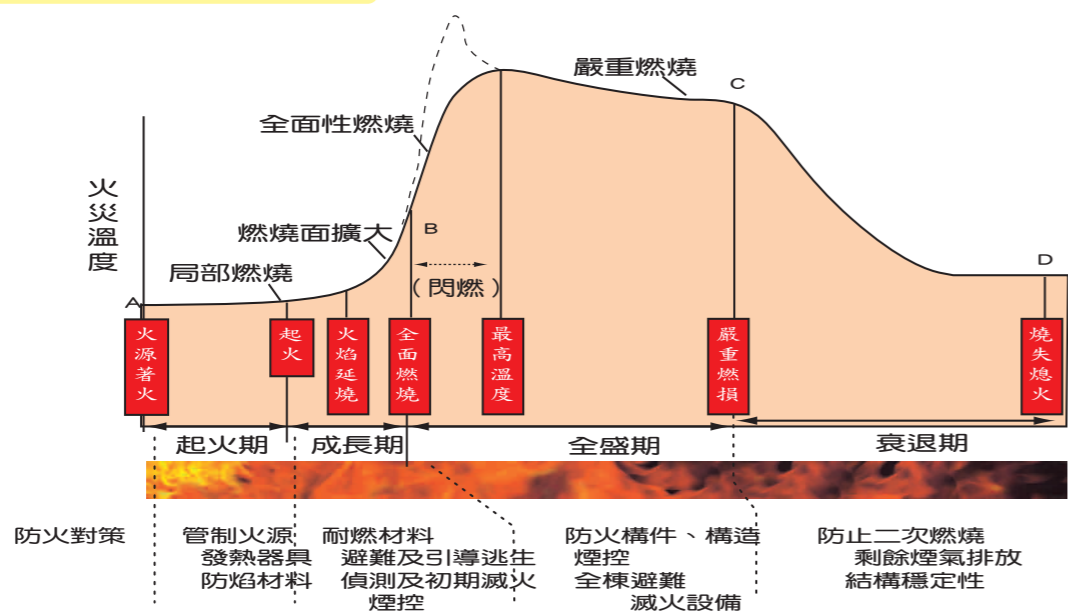 嚴重燃燒
C
全面性燃燒
火災溫度
燃燒面擴大
B
(閃燃)
局部燃燒
A
D
火源著火
起火
火焰延燒
全面燃燒
最高溫度
嚴重燃損
燒失熄火
起火期
成長期
全盛期
衰退期
防火對策
管制火源
發熱器具
防焰材料
耐燃材料
避難及引導逃生
偵測及初期滅火
煙控
防火構件、構造
煙控
全棟避難
滅火設備
防止二次燃燒
剩餘煙氣排放
結構穩定性